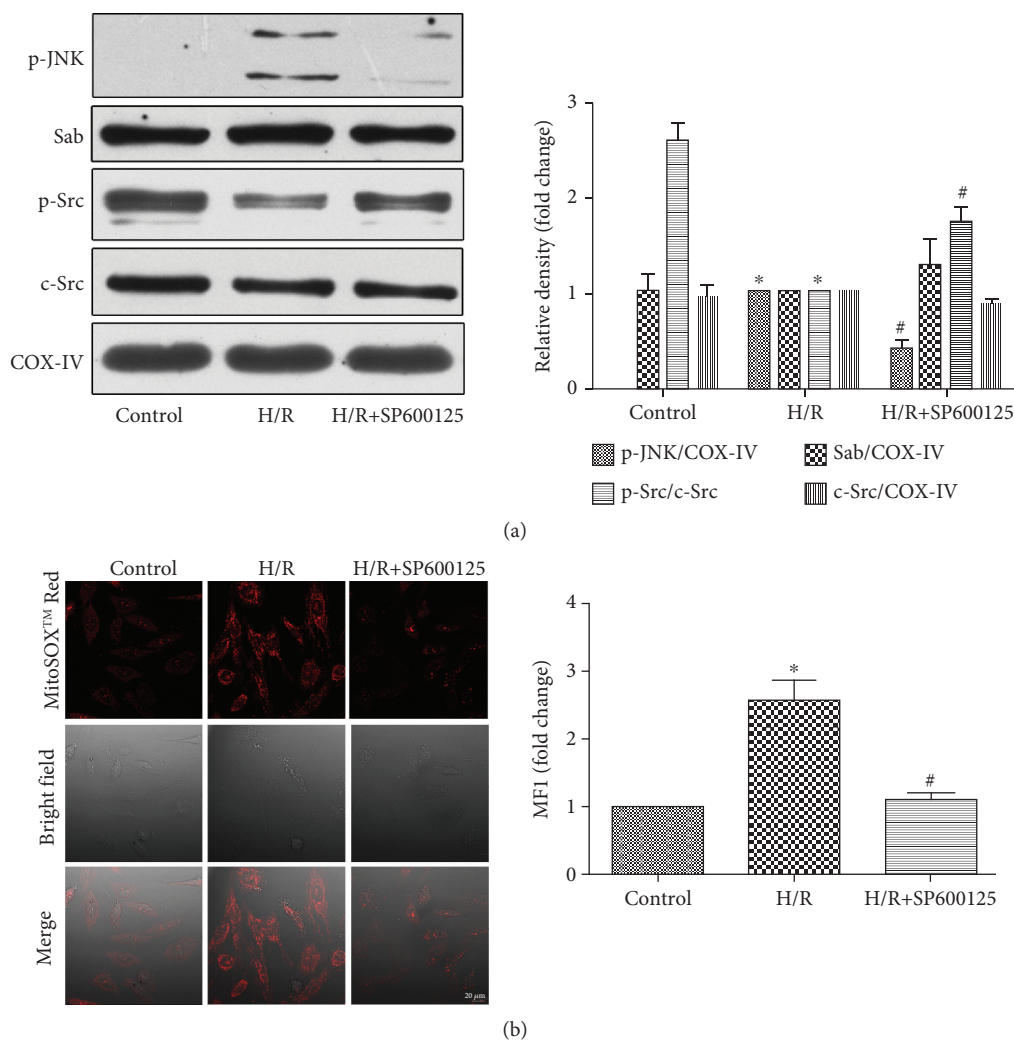 p-JNK
Sab
p-Src
c-Src
COX-IV
Control H/R H/R+SP600125
Relative density (fold change)
3
2
1
0
* * # #
Control H/R H/R+SP600125
p-JNK/COX-IV Sab/COX-IV
p-Src/c-Src c-Src/COX-IV
(a)
Control H/R H/R+SP600125
MitoSOX™ Red
Bright field
Merge
20 μm
MF1 (fold change)
4
3
2
1
0
* #
Control H/R H/R+SP600125
(b)